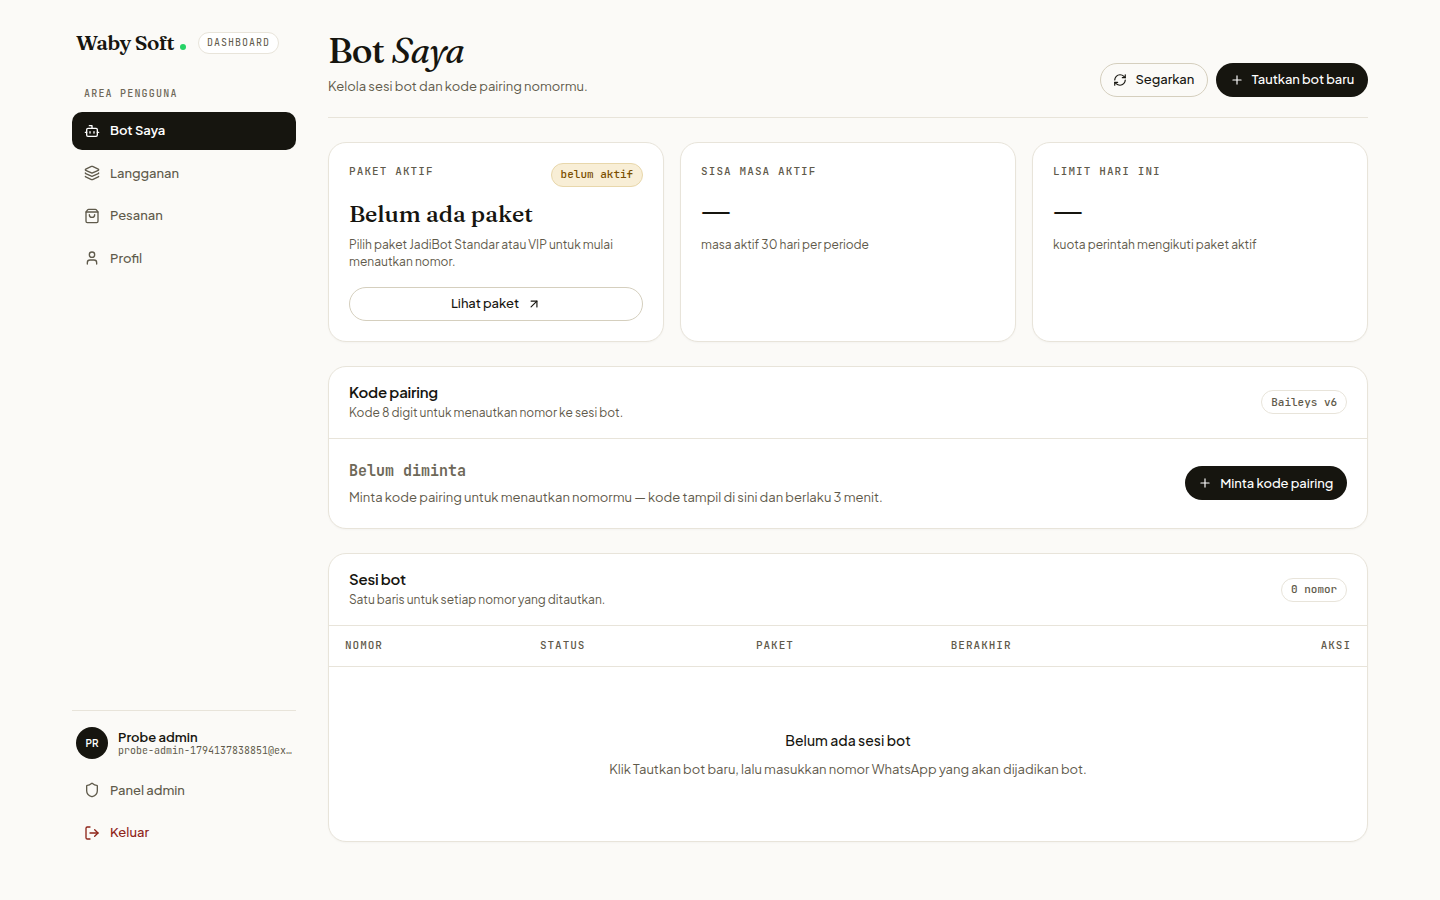 Waby Soft
DASHBOARD
AREA PENGGUNA
Bot Saya
Langganan
Pesanan
Profil
Probe admin
probe-admin-1794137838851@ex…
Panel admin
Keluar
Bot Saya
Kelola sesi bot dan kode pairing nomormu.
Segarkan
Tautkan bot baru
PAKET AKTIF
belum aktif
Belum ada paket
Pilih paket JadiBot Standar atau VIP untuk mulai
menautkan nomor.
Lihat paket
SISA MASA AKTIF
—
masa aktif 30 hari per periode
LIMIT HARI INI
—
kuota perintah mengikuti paket aktif
Kode pairing
Kode 8 digit untuk menautkan nomor ke sesi bot.
Baileys v6
Belum diminta
Minta kode pairing untuk menautkan nomormu — kode tampil di sini dan berlaku 3 menit.
Minta kode pairing
Sesi bot
Satu baris untuk setiap nomor yang ditautkan.
0 nomor
NOMOR STATUS PAKET BERAKHIR AKSI
Belum ada sesi bot
Klik Tautkan bot baru, lalu masukkan nomor WhatsApp yang akan dijadikan bot.
PR